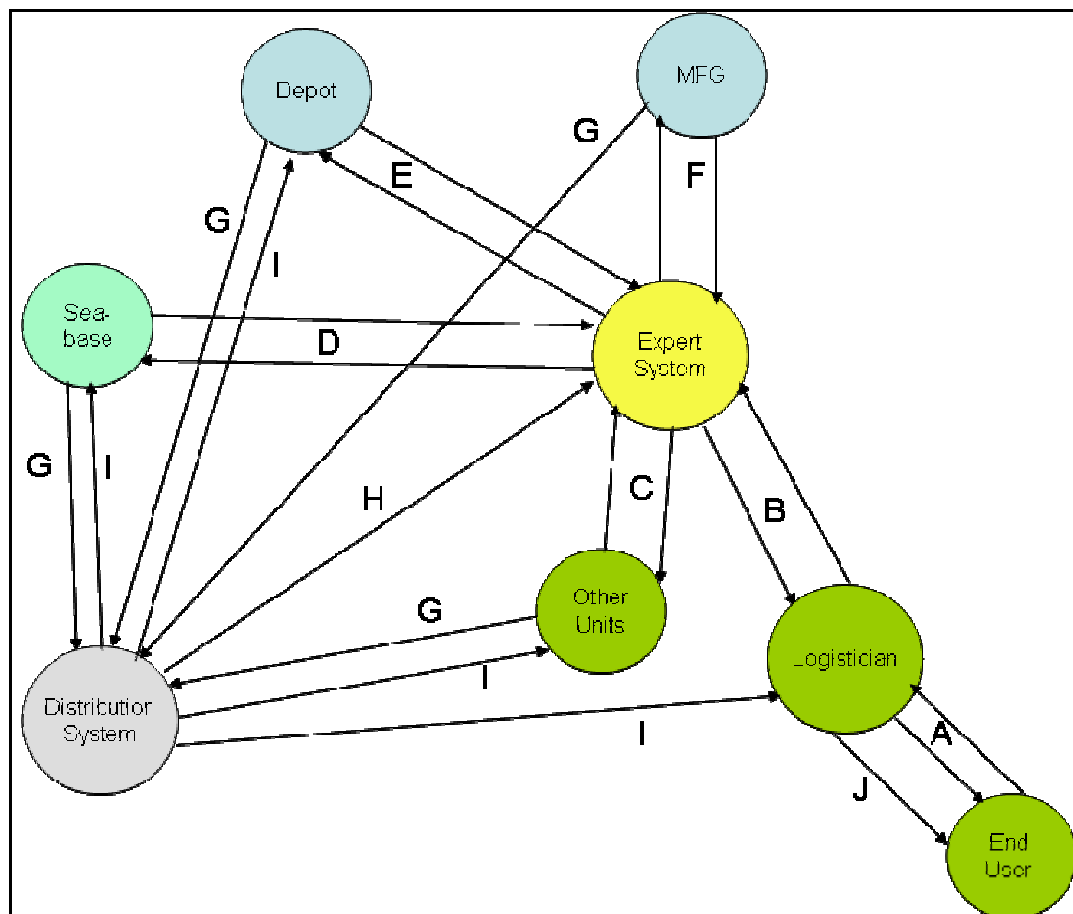 Depot
MFG
G
E
F
G
I
Sea-
base
D
Expert
System
G
I
H
C
B
Other
Units
G
I
Logistician
Distribution
System
I
A
J
End
User